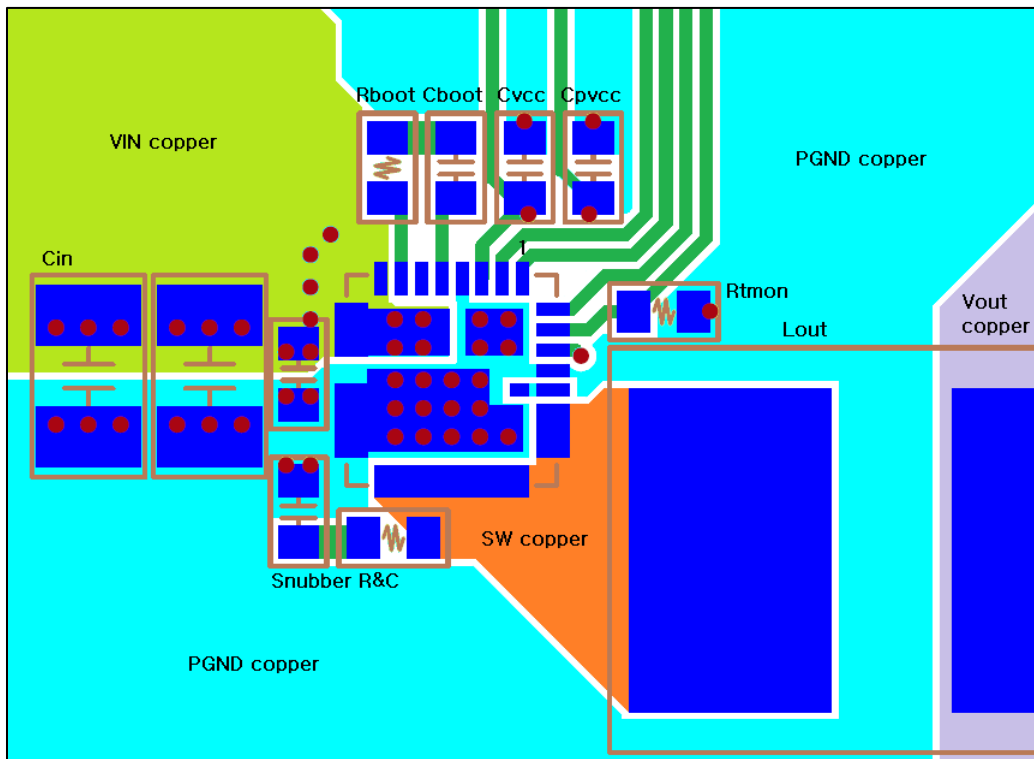 Rboot Cboot Cvcc Cpvcc
VIN copper
PGND copper
1
Cin
Rtmon
Vout
copper
Lout
SW copper
Snubber R&C
PGND copper